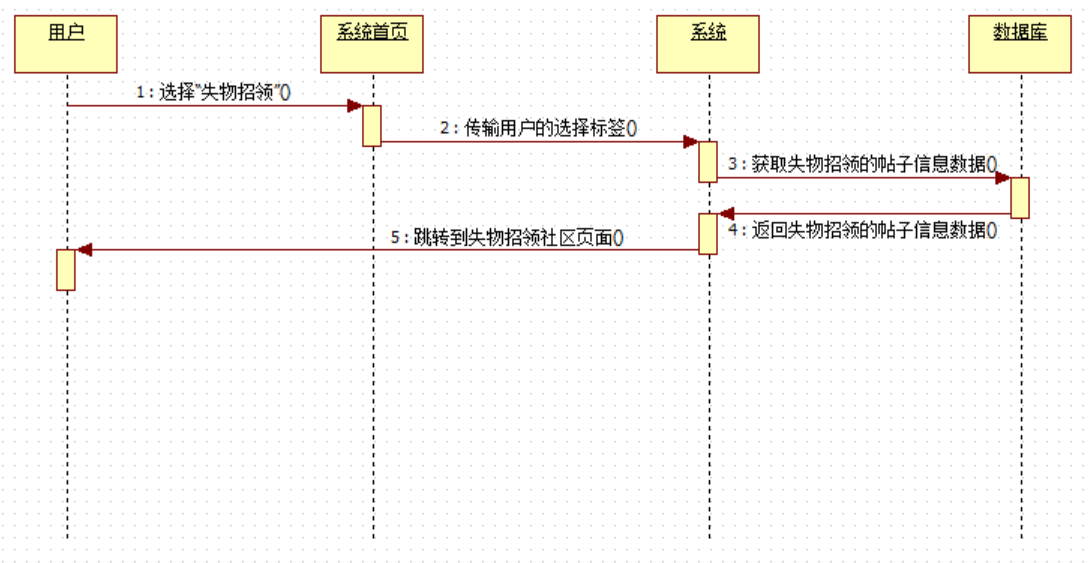 用户
系统首页
系统
数据库
1 : 选择"失物招领"()
2 : 传输用户的选择标签()
3 : 获取失物招领的帖子信息数据()
4 : 返回失物招领的帖子信息数据()
5 : 跳转到失物招领社区页面()